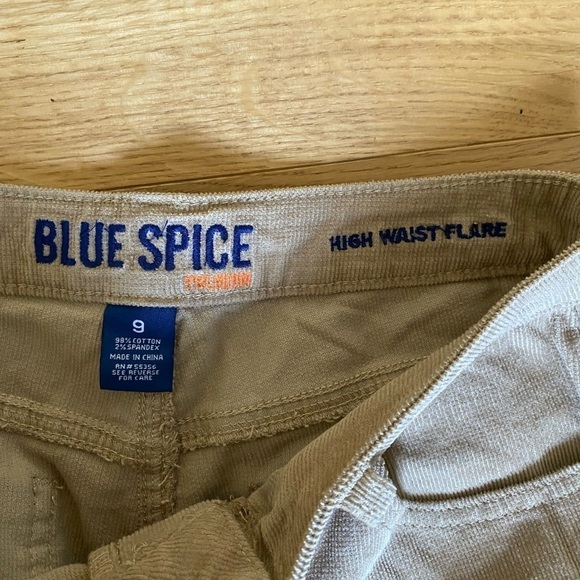 BLUE SPICE
HIGH WAIST FLARE
9
98% COTTON
2% SPANDEX
MADE IN CHINA
RN# 55356
SEE REVERSE
FOR CARE